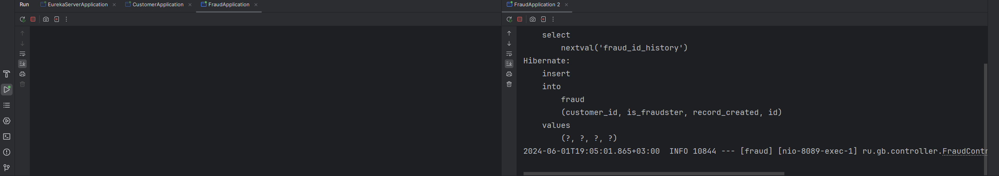 Run EurekaServerApplication CustomerApplication FraudApplication
FraudApplication 2
select
nextval('fraud_id_history')
Hibernate:
insert
into
fraud
(customer_id, is_fraudster, record_created, id)
values
(?, ?, ?, ?)
2024-06-01T19:05:01.865+03:00  INFO 10844 --- [fraud] [nio-8089-exec-1] ru.gb.controller.FraudContr